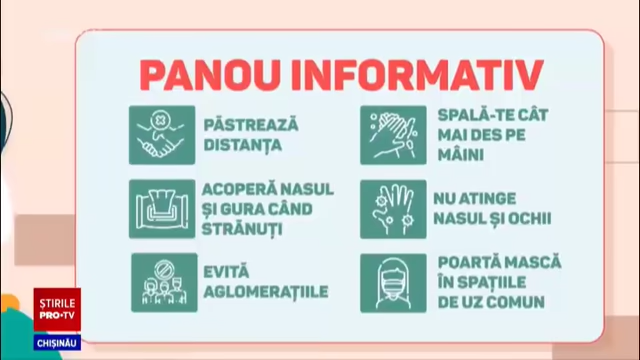 PANOU INFORMATIV
PĂSTREAZĂ
DISTANȚA
SPALĂ-TE CÂT
MAI DES PE
MÂINI
ACOPERĂ NASUL
ȘI GURA CÂND
STRĂNUȚI
NU ATINGE
NASUL ȘI OCHII
EVITĂ
AGLOMERAȚIILE
POARTĂ MASCĂ
ÎN SPAȚIILE
DE UZ COMUN
ȘTIRILE
PRO•TV
CHIȘINĂU